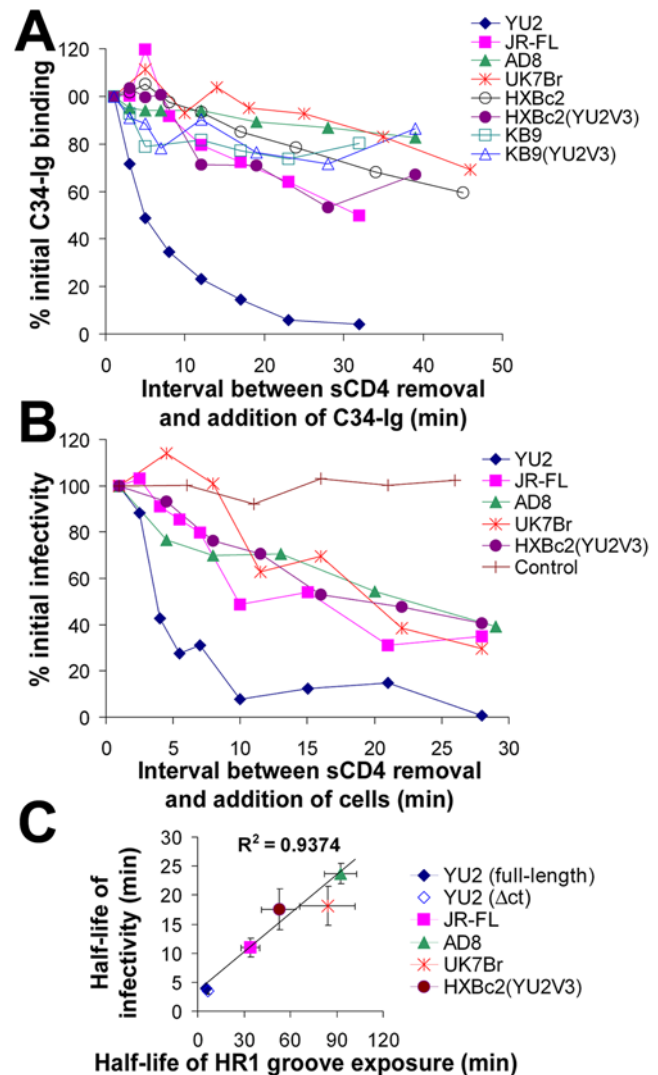 A
% initial C34-Ig binding
120
00
80
60
40
20
0
0
10
20
30
40
50
Interval between sCD4 removal
and addition of C34-Ig (min)
YU2
JR-FL
AD8
UK7Br
HXBc2
HXBc2(YU2V3)
KB9
KB9(YU2V3)
B
% initial infectivity
120
100
80
60
40
20
0
0
5
10
15
20
25
30
Interval between sCD4 removal
and addition of cells (min)
YU2
JR-FL
AD8
UK7Br
HXBc2(YU2V3)
Control
C
Half-life of
infectivity (min)
30
25
20
15
10
5
0
R² = 0.9374
0
30
60
90
120
Half-life of HR1 groove exposure (min)
YU2 (full-length)
YU2 (Δct)
JR-FL
AD8
UK7Br
HXBc2(YU2V3)